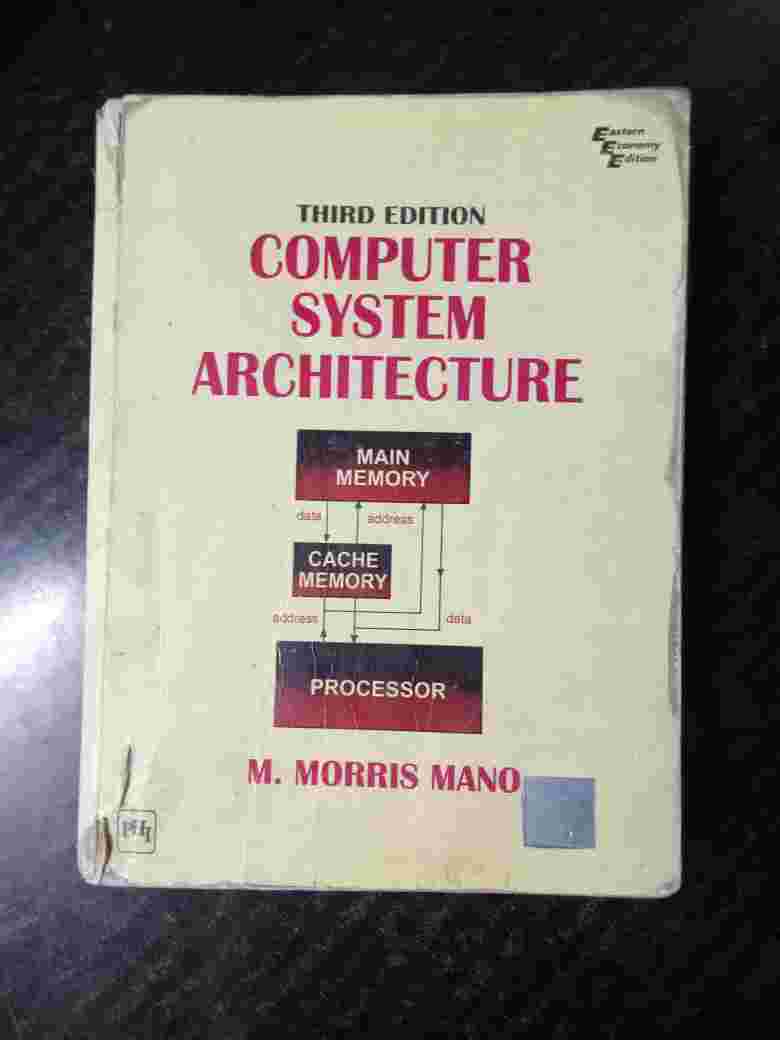 Eastern
Economy
Edition
THIRD EDITION
COMPUTER
SYSTEM
ARCHITECTURE
MAIN
MEMORY
data address
CACHE
MEMORY
address data
PROCESSOR
M. MORRIS MANO
PHI